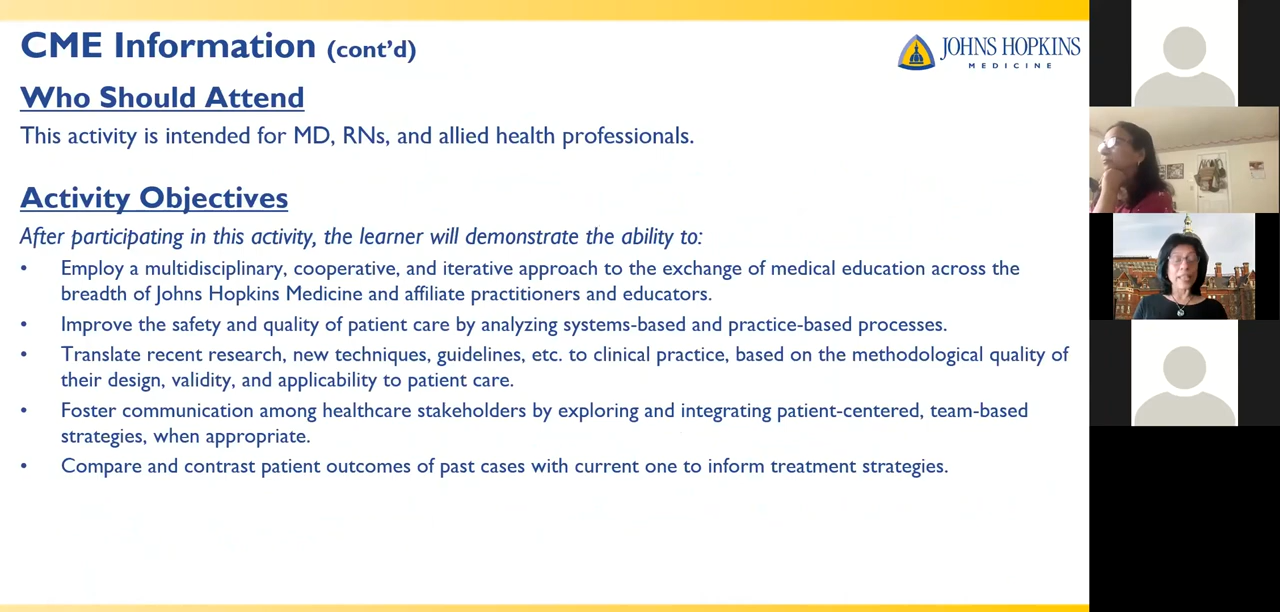 CME Information (cont’d)
JOHNS HOPKINS
MEDICINE
Who Should Attend
This activity is intended for MD, RNs, and allied health professionals.
Activity Objectives
After participating in this activity, the learner will demonstrate the ability to:
• Employ a multidisciplinary, cooperative, and iterative approach to the exchange of medical education across the
breadth of Johns Hopkins Medicine and affiliate practitioners and educators.
• Improve the safety and quality of patient care by analyzing systems-based and practice-based processes.
• Translate recent research, new techniques, guidelines, etc. to clinical practice, based on the methodological quality of
their design, validity, and applicability to patient care.
• Foster communication among healthcare stakeholders by exploring and integrating patient-centered, team-based
strategies, when appropriate.
• Compare and contrast patient outcomes of past cases with current one to inform treatment strategies.